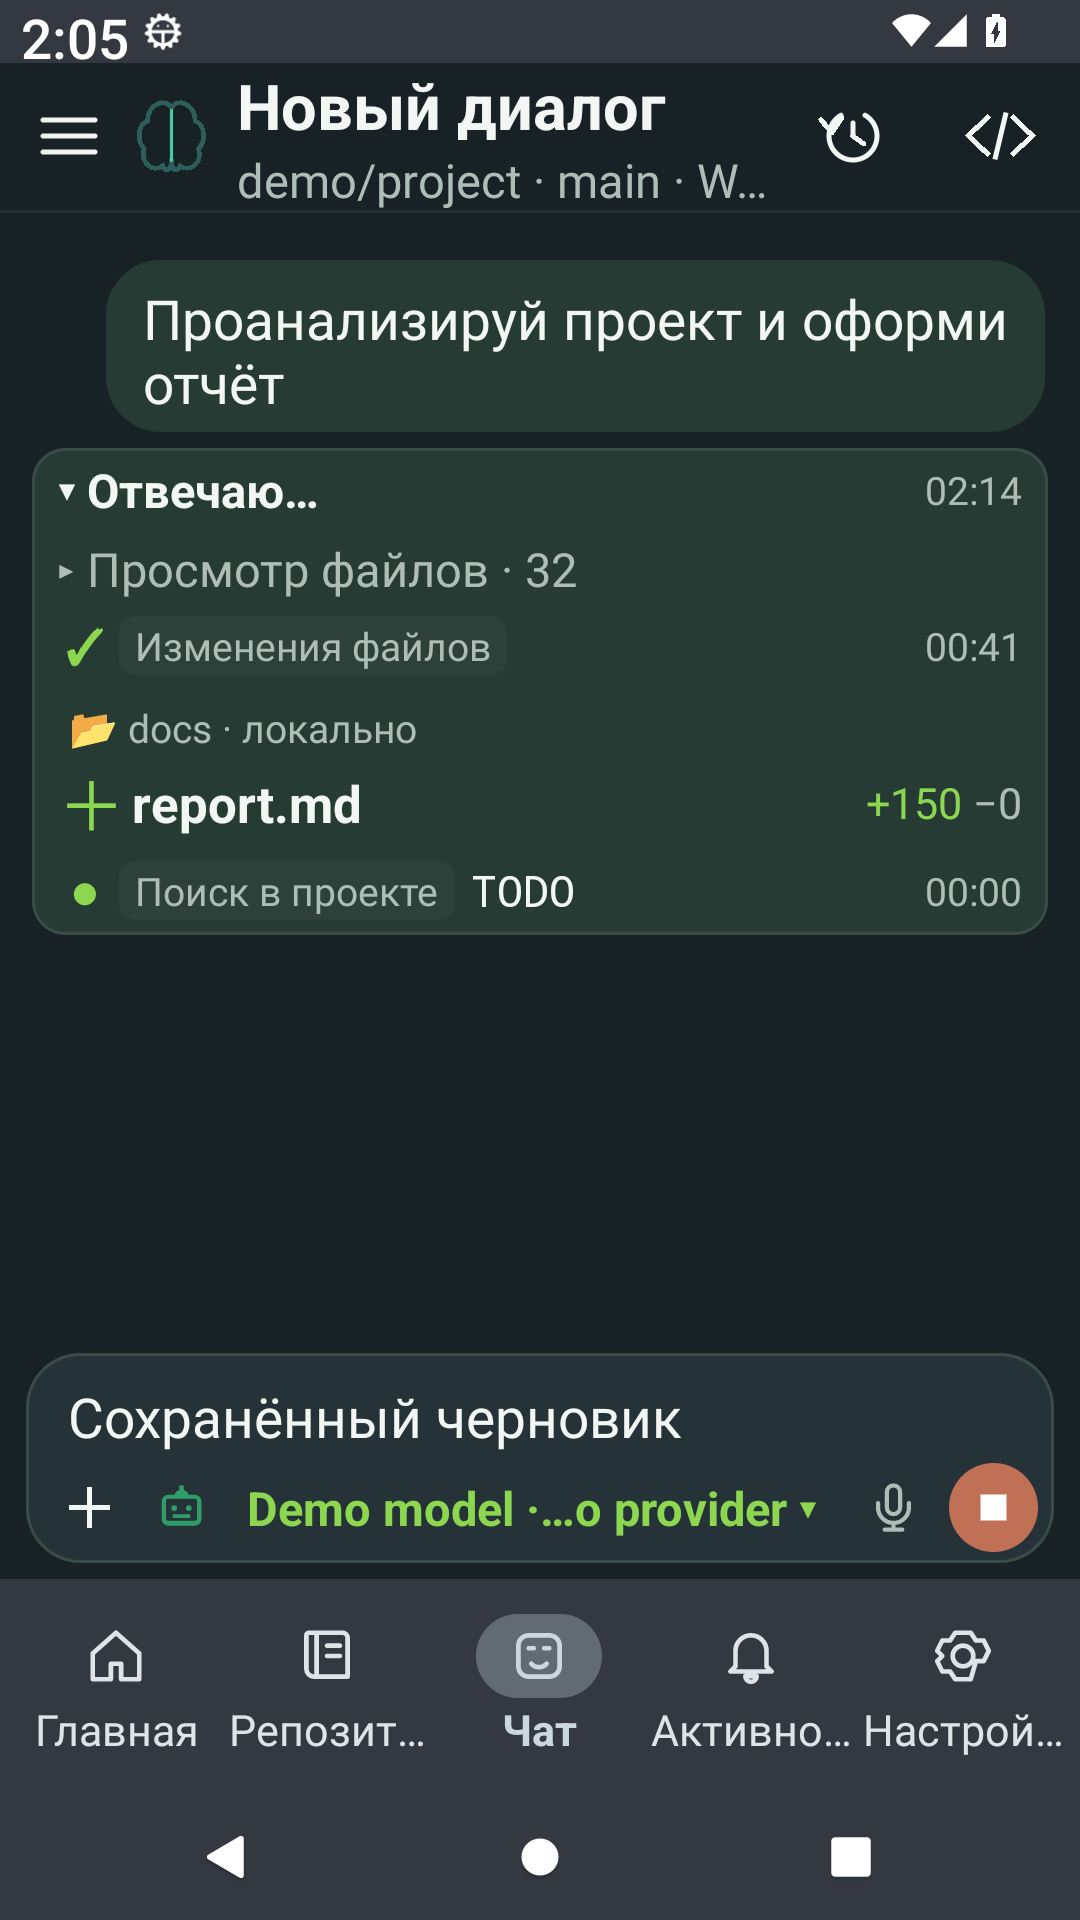 2:05
Новый диалог
demo/project · main · W...
Проанализируй проект и оформи
отчёт
▾ Отвечаю... 02:14
▸ Просмотр файлов · 32
✓ Изменения файлов 00:41
docs · локально
+ report.md +150 −0
● Поиск в проекте TODO 00:00
Сохранённый черновик
Demo model ·...o provider ▾
Главная Репозит... Чат Активно... Настрой...